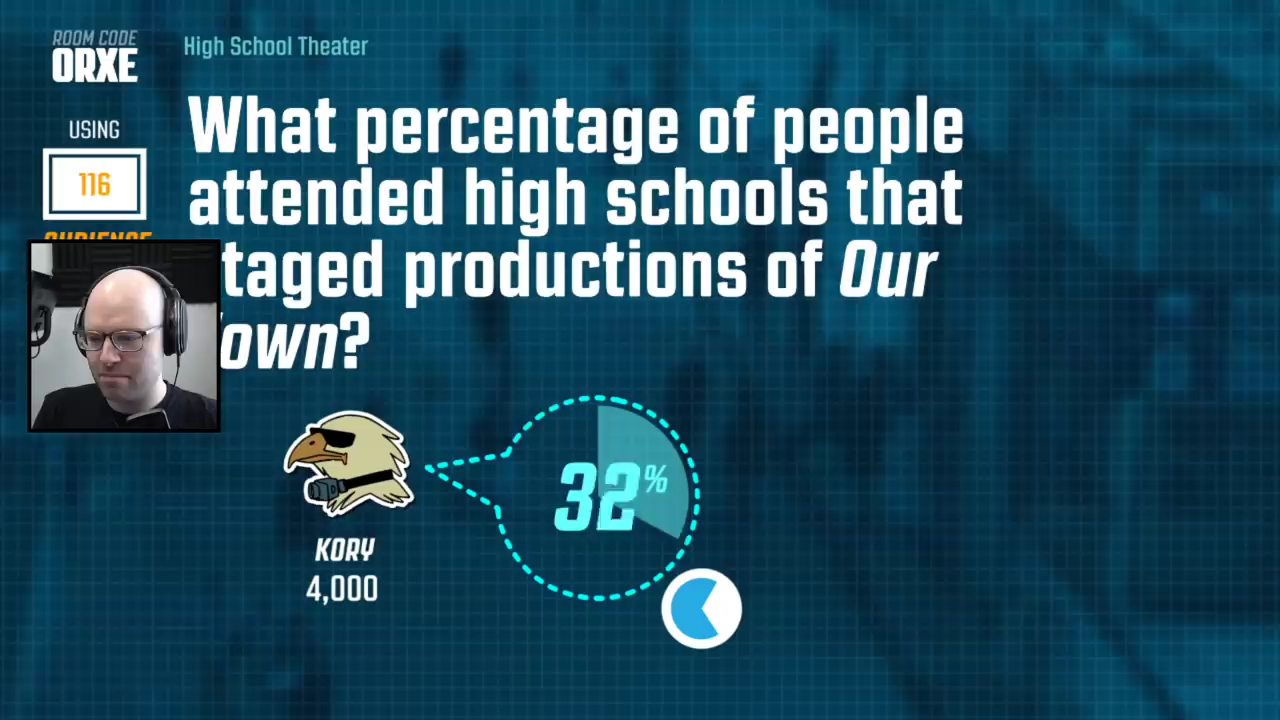 ROOM CODE
ORXE
High School Theater
USING
116
What percentage of people
attended high schools that
taged productions of Our
own?
32%
KORY
4,000